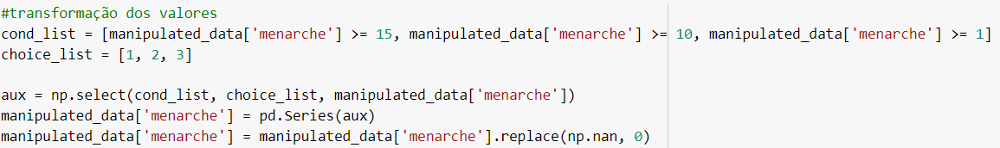 #transformação dos valores
cond_list = [manipulated_data['menarche'] >= 15, manipulated_data['menarche'] >= 10, manipulated_data['menarche'] >= 1]
choice_list = [1, 2, 3]
aux = np.select(cond_list, choice_list, manipulated_data['menarche'])
manipulated_data['menarche'] = pd.Series(aux)
manipulated_data['menarche'] = manipulated_data['menarche'].replace(np.nan, 0)